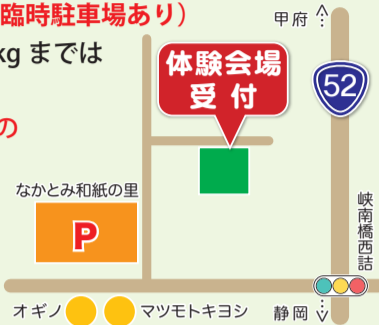 臨時駐車場あり）
kg までは
の
甲府
52
体験会場
受 付
なかとみ和紙の里
P
峡南橋西詰
オギノ
マツモトキヨシ
静岡